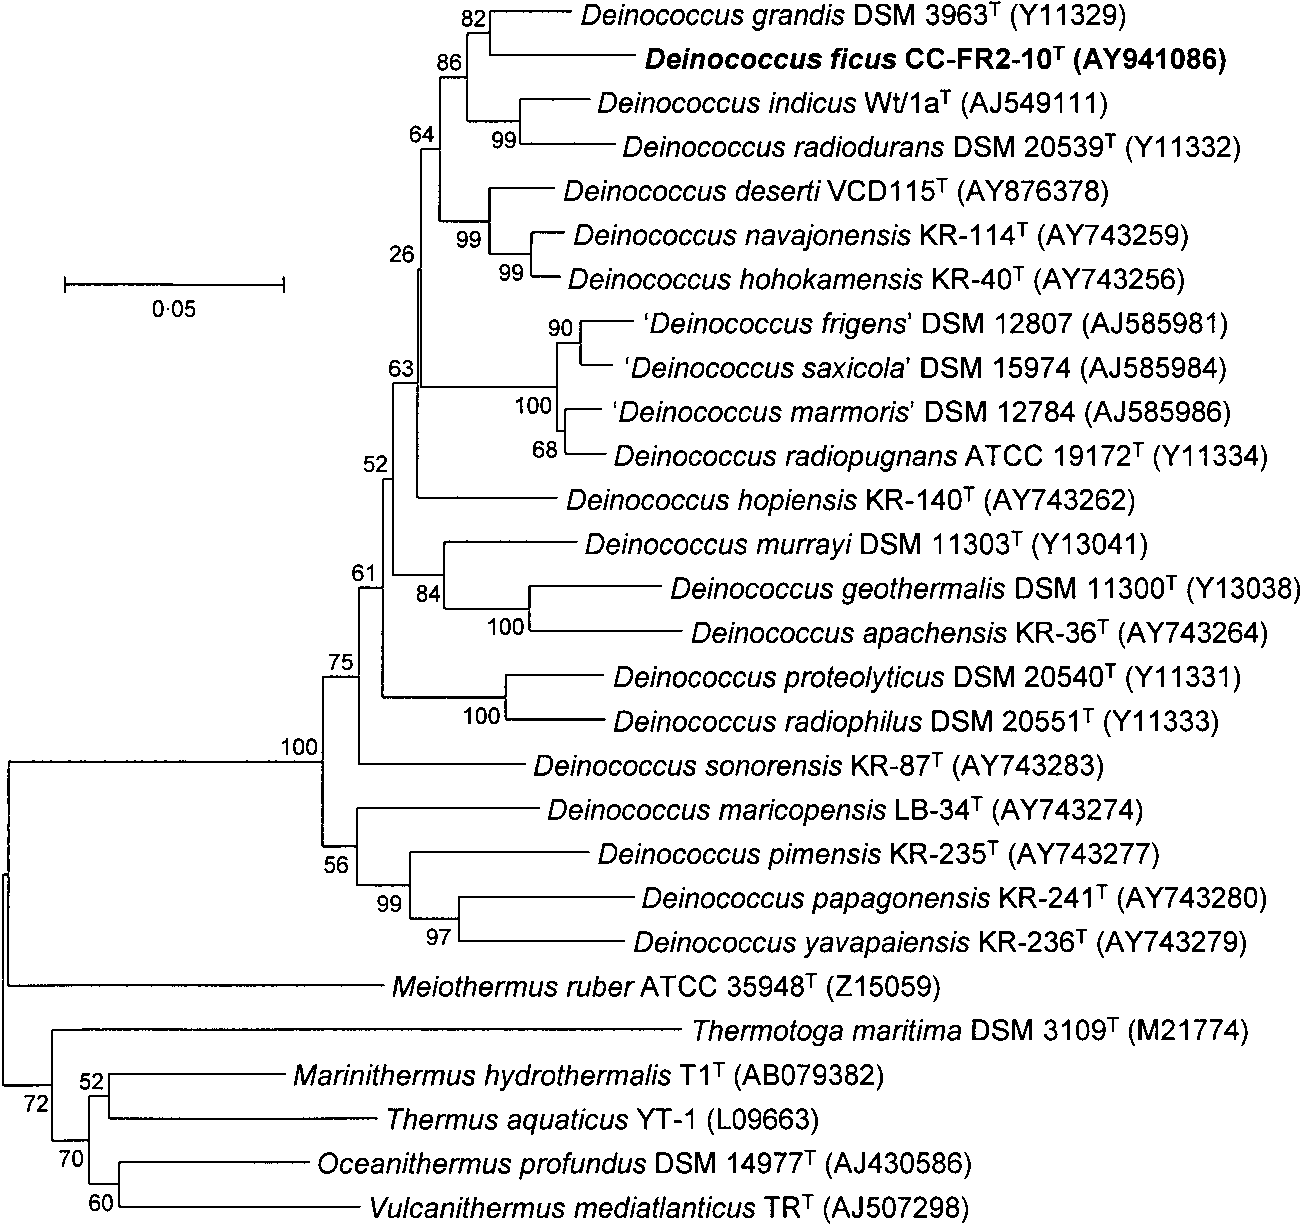 82
Deinococcus grandis DSM 3963ᵀ (Y11329)
Deinococcus ficus CC-FR2-10ᵀ (AY941086)
86
Deinococcus indicus Wt/1aᵀ (AJ549111)
64
99
Deinococcus radiodurans DSM 20539ᵀ (Y11332)
Deinococcus deserti VCD115ᵀ (AY876378)
99
Deinococcus navajonensis KR-114ᵀ (AY743259)
26
99
Deinococcus hohokamensis KR-40ᵀ (AY743256)
0·05
90
‘Deinococcus frigens’ DSM 12807 (AJ585981)
63
‘Deinococcus saxicola’ DSM 15974 (AJ585984)
100
‘Deinococcus marmoris’ DSM 12784 (AJ585986)
68
Deinococcus radiopugnans ATCC 19172ᵀ (Y11334)
52
Deinococcus hopiensis KR-140ᵀ (AY743262)
Deinococcus murrayi DSM 11303ᵀ (Y13041)
61
84
Deinococcus geothermalis DSM 11300ᵀ (Y13038)
100
Deinococcus apachensis KR-36ᵀ (AY743264)
75
Deinococcus proteolyticus DSM 20540ᵀ (Y11331)
100
Deinococcus radiophilus DSM 20551ᵀ (Y11333)
100
Deinococcus sonorensis KR-87ᵀ (AY743283)
Deinococcus maricopensis LB-34ᵀ (AY743274)
56
Deinococcus pimensis KR-235ᵀ (AY743277)
99
Deinococcus papagonensis KR-241ᵀ (AY743280)
97
Deinococcus yavapaiensis KR-236ᵀ (AY743279)
Meiothermus ruber ATCC 35948ᵀ (Z15059)
Thermotoga maritima DSM 3109ᵀ (M21774)
72
52
Marinithermus hydrothermalis T1ᵀ (AB079382)
Thermus aquaticus YT-1 (L09663)
70
Oceanithermus profundus DSM 14977ᵀ (AJ430586)
60
Vulcanithermus mediatlanticus TRᵀ (AJ507298)